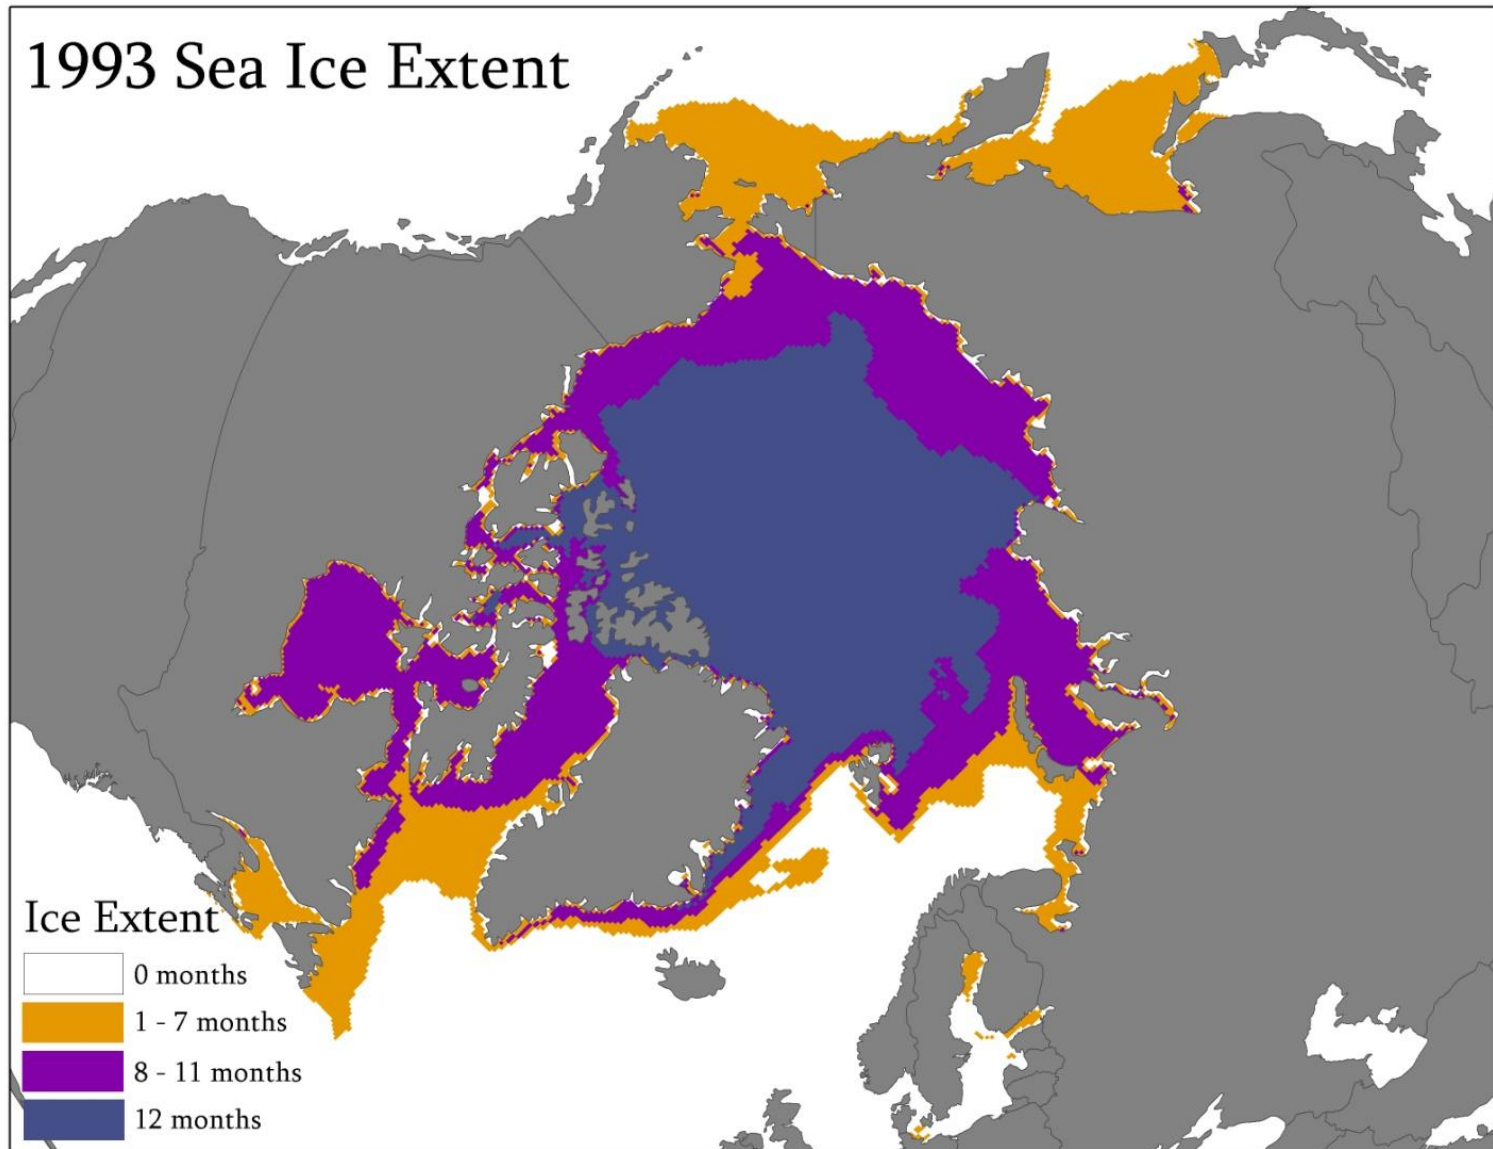 1993 Sea Ice Extent
Ice Extent
0 months
1 - 7 months
8 - 11 months
12 months